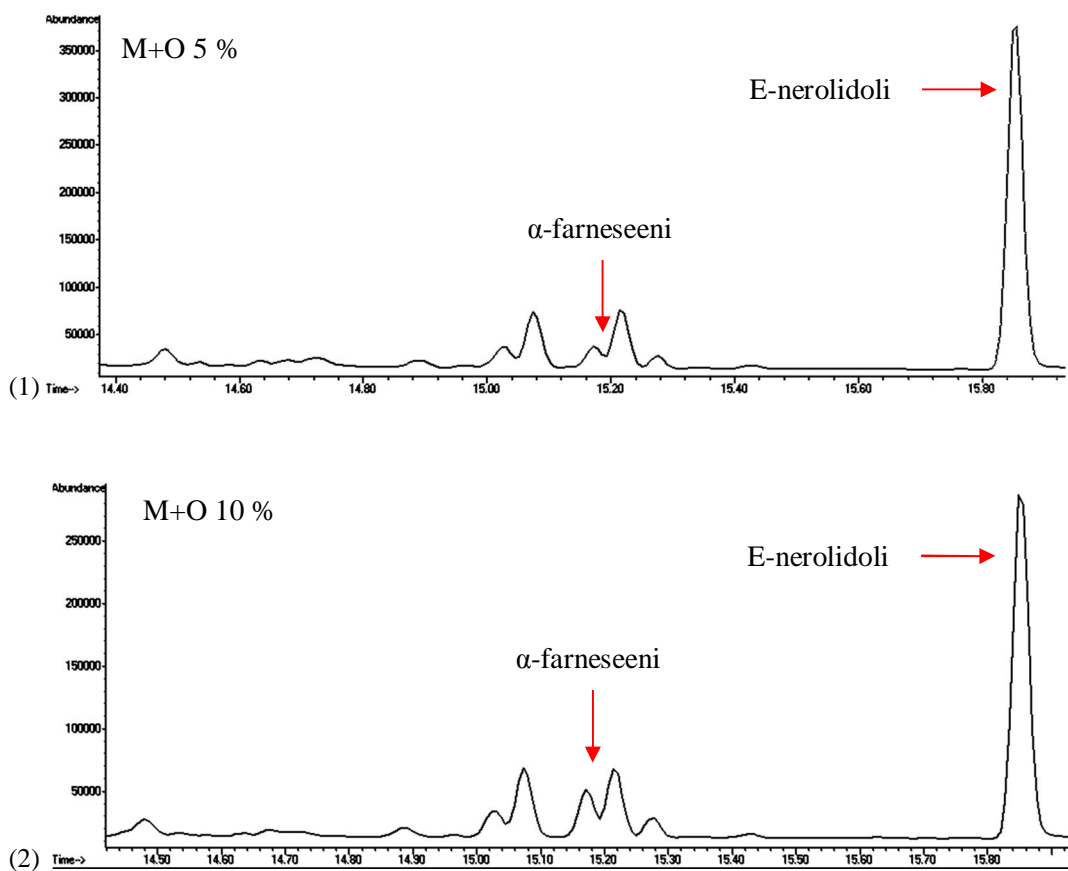 Abundance
M+O 5 %
350000
E-nerolidoli
300000
250000
200000
α-farneseeni
150000
100000
50000
(1) Time-->
14.40 14.60 14.80 15.00 15.20 15.40 15.60 15.80
Abundance
M+O 10 %
250000
E-nerolidoli
200000
α-farneseeni
150000
100000
50000
(2) Time-->
14.50 14.60 14.70 14.80 14.90 15.00 15.10 15.20 15.30 15.40 15.50 15.60 15.70 15.80